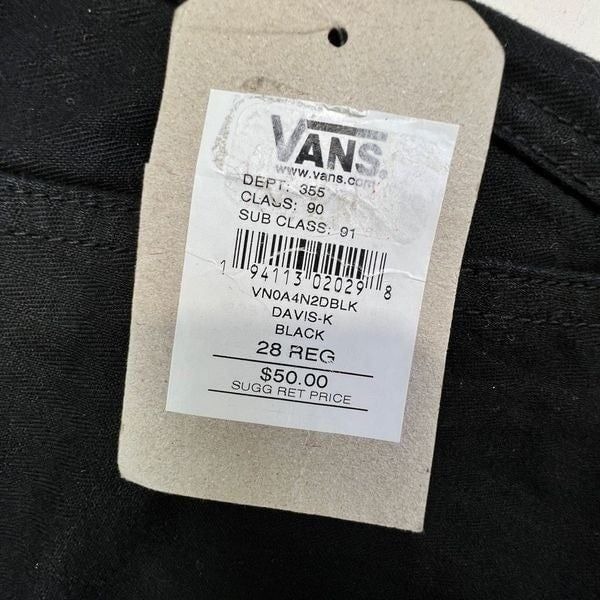 VANS
www.vans.com
DEPT: 355
CLASS: 90
SUB CLASS: 91
1 94113 02029 8
VN0A4N2DBLK
DAVIS-K
BLACK
28 REG
$50.00
SUGG RET PRICE